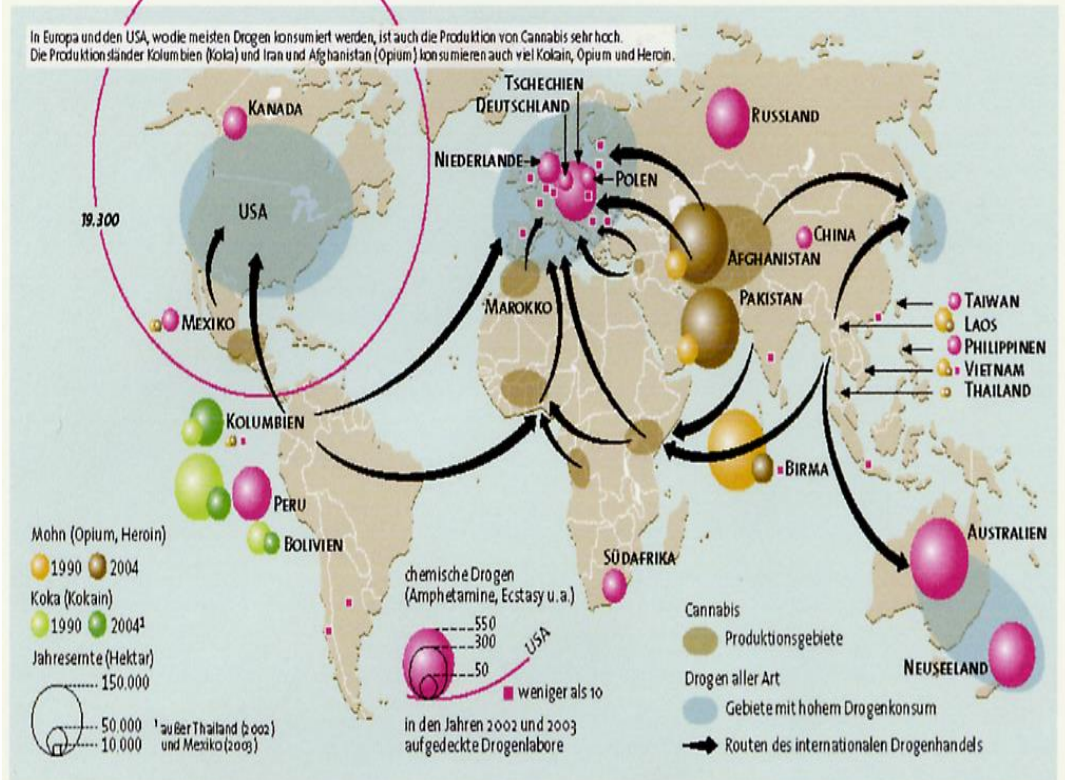 In Europa und den USA, wo die meisten Drogen konsumiert werden, ist auch die Produktion von Cannabis sehr hoch.
Die Produktionsländer Kolumbien (Koka) und Iran und Afghanistan (Opium) konsumieren auch viel Kokain, Opium und Heroin.
TSCHECHIEN
DEUTSCHLAND
KANADA
RUSSLAND
NIEDERLANDE
POLEN
USA
19.300
CHINA
AFGHANISTAN
PAKISTAN
MAROKKO
MEXIKO
TAIWAN
LAOS
PHILIPPINEN
VIETNAM
THAILAND
KOLUMBIEN
BIRMA
PERU
BOLIVIEN
AUSTRALIEN
SÜDAFRIKA
NEUSEELAND
Mohn (Opium, Heroin)
1990 2004
Koka (Kokain)
1990 2004¹
Jahresernte (Hektar)
150.000
50.000
10.000
¹ außer Thailand (2002)
und Mexiko (2003)
chemische Drogen
(Amphetamine, Ecstasy u.a.)
550
300
50
USA
weniger als 10
in den Jahren 2002 und 2003
aufgedeckte Drogenlabore
Cannabis
Produktionsgebiete
Drogen aller Art
Gebiete mit hohem Drogenkonsum
Routen des internationalen Drogenhandels